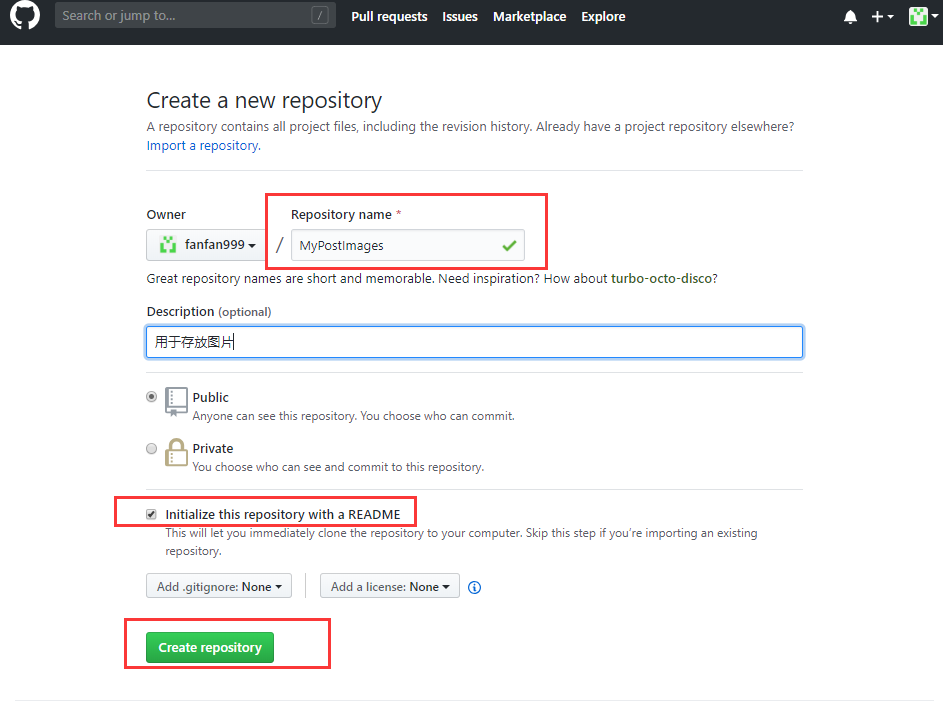 Search or jump to... / Pull requests Issues Marketplace Explore
Create a new repository
A repository contains all project files, including the revision history. Already have a project repository elsewhere?
Import a repository.
Owner Repository name *
fanfan999 / MyPostImages
Great repository names are short and memorable. Need inspiration? How about turbo-octo-disco?
Description (optional)
用于存放图片
Public
Anyone can see this repository. You choose who can commit.
Private
You choose who can see and commit to this repository.
Initialize this repository with a README
This will let you immediately clone the repository to your computer. Skip this step if you're importing an existing
repository.
Add .gitignore: None Add a license: None
Create repository